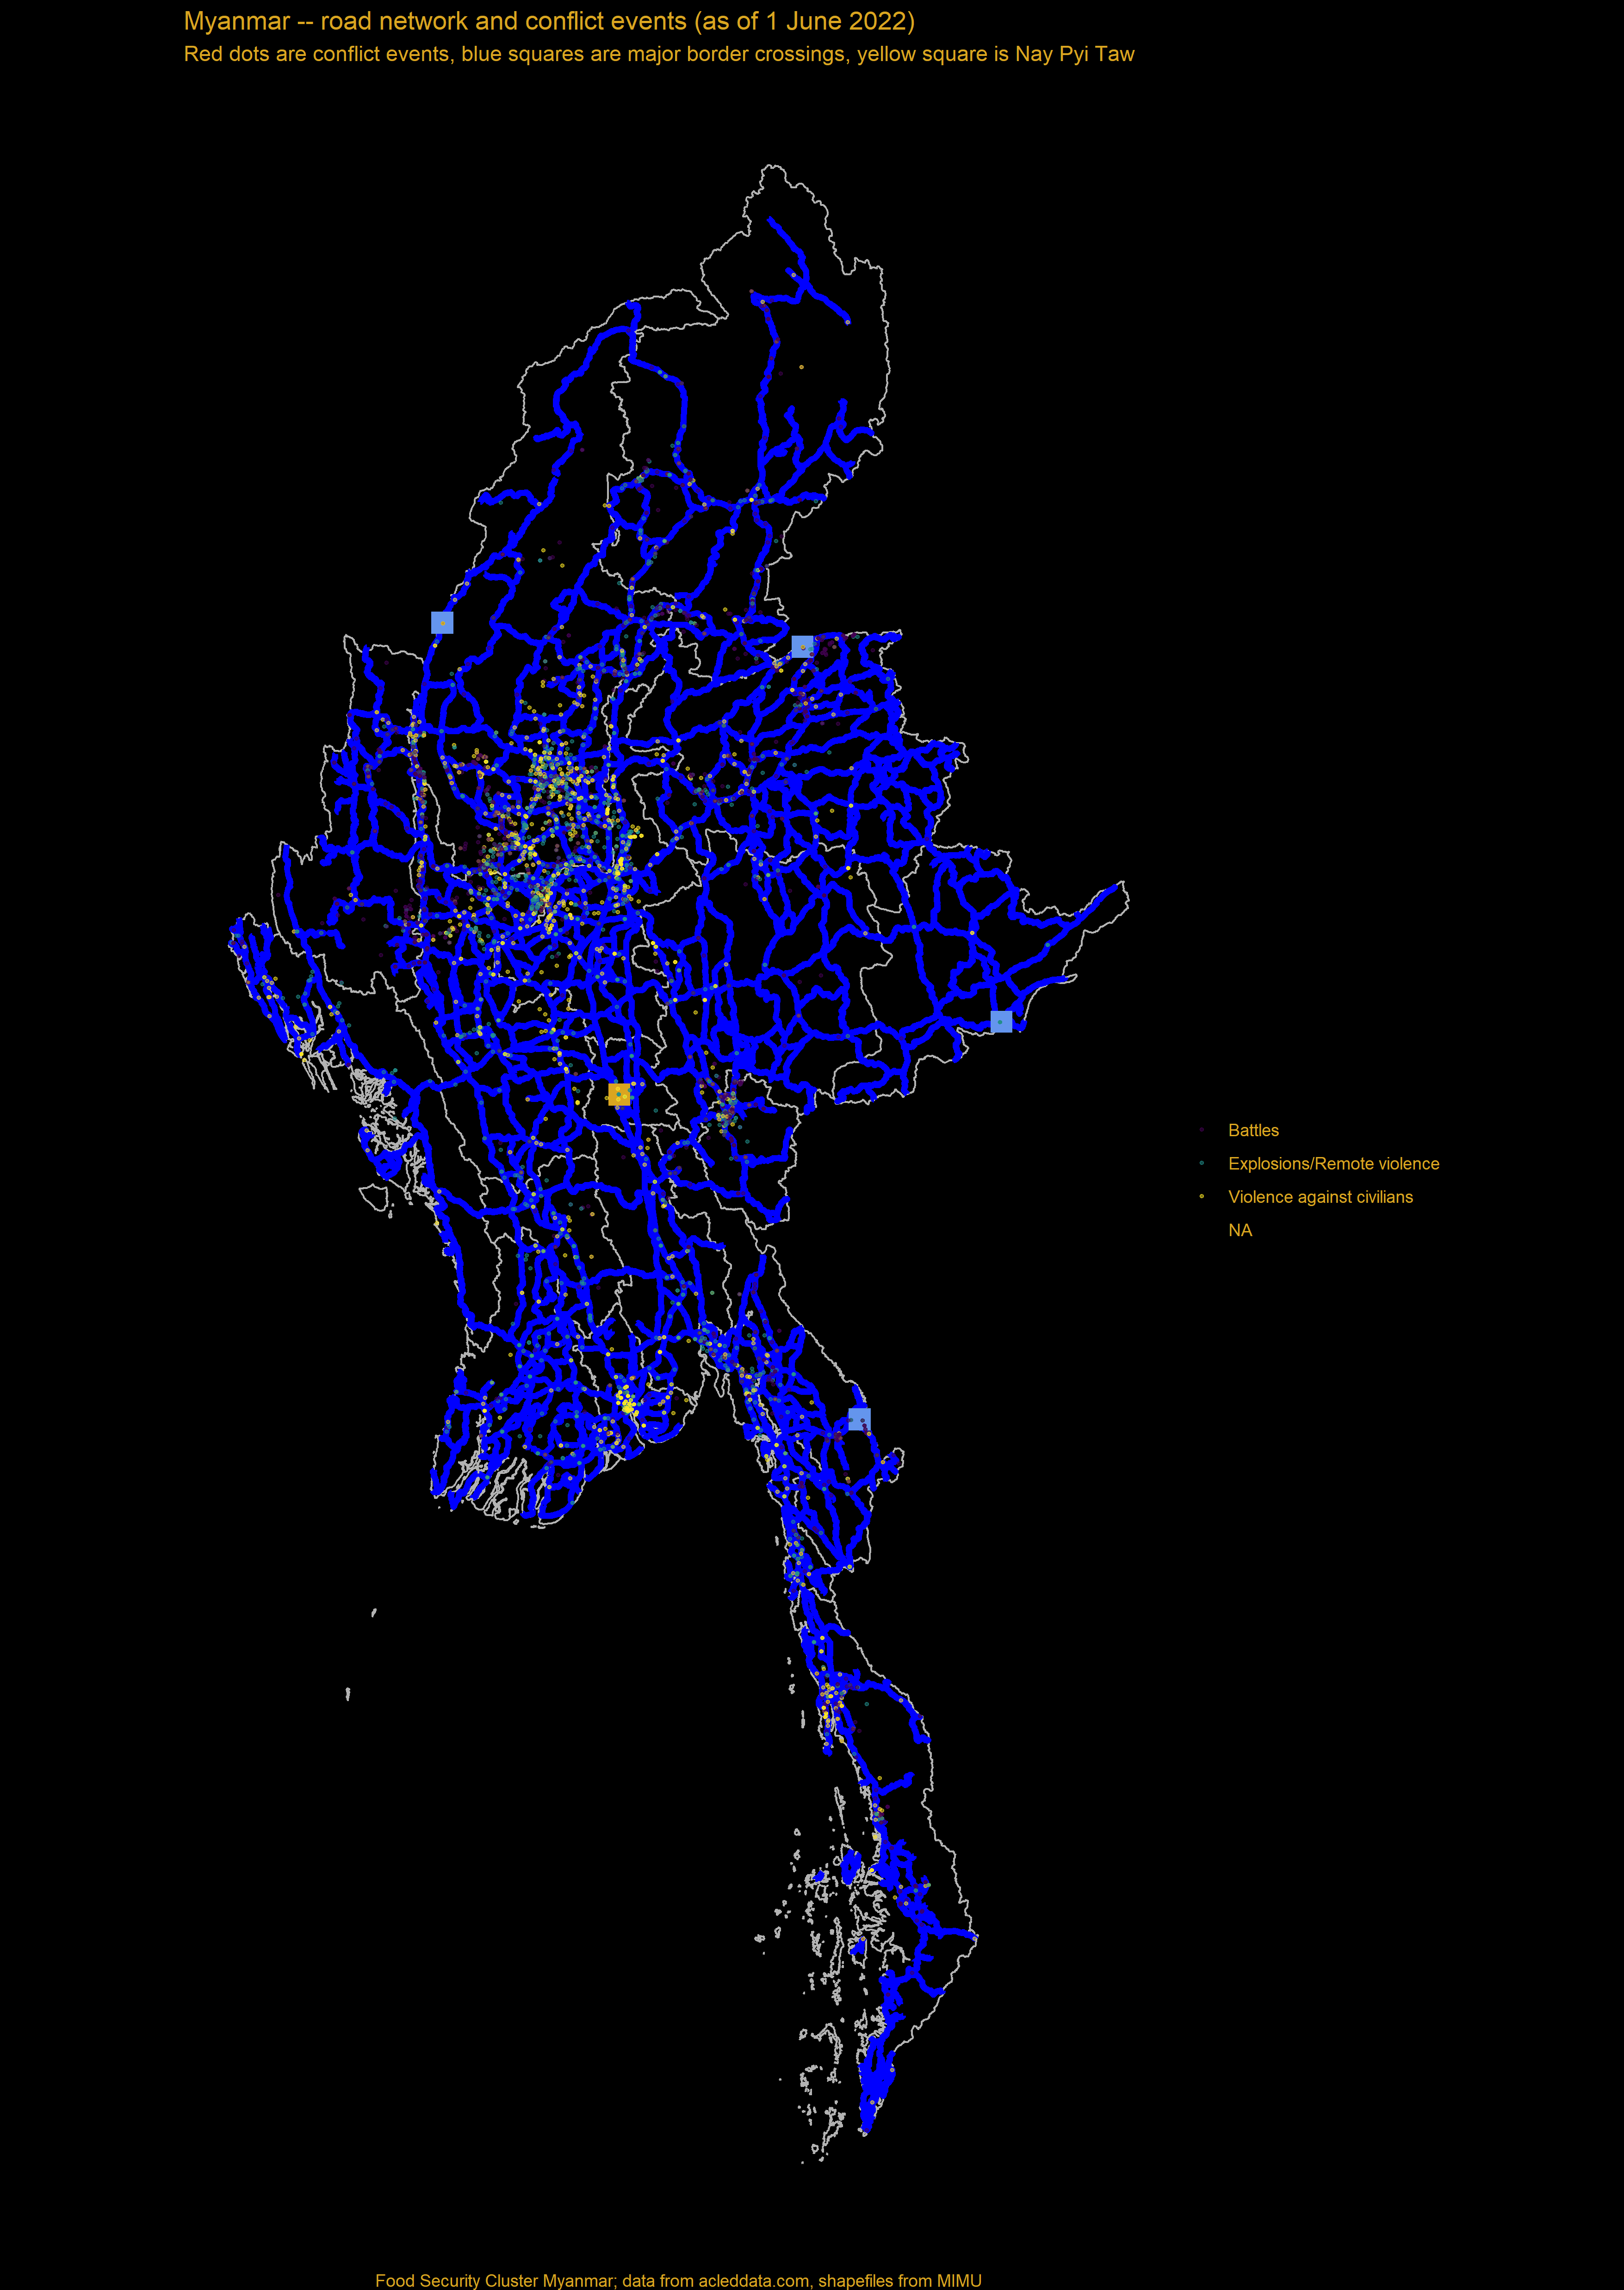 Myanmar -- road network and conflict events (as of 1 June 2022)
Red dots are conflict events, blue squares are major border crossings, yellow square is Nay Pyi Taw
Battles
Explosions/Remote violence
Violence against civilians
NA
Food Security Cluster Myanmar; data from acleddata.com, shapefiles from MIMU